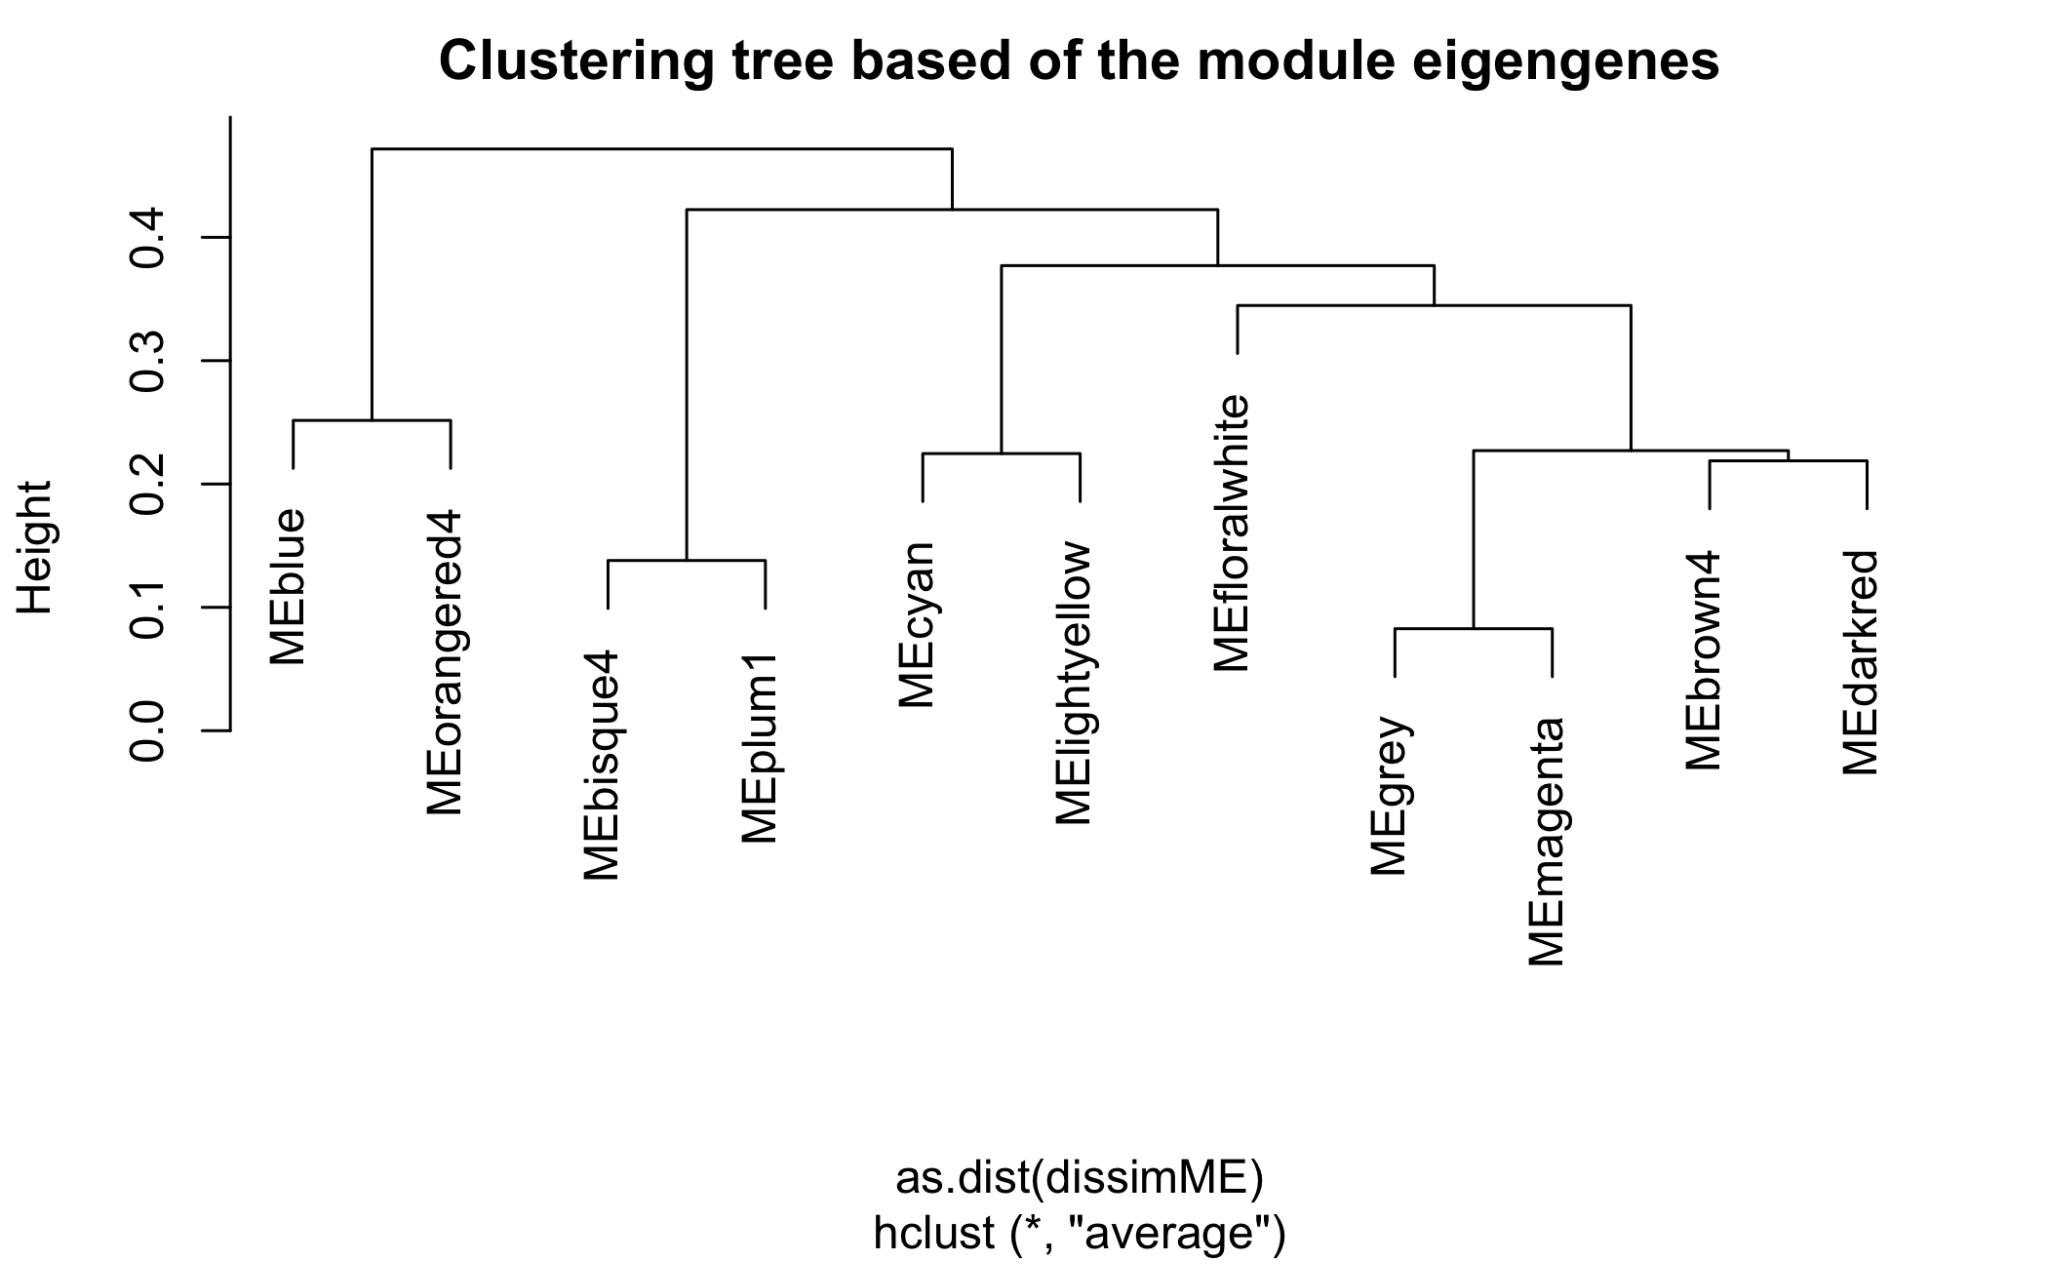 Clustering tree based of the module eigengenes
Height
0.0
0.1
0.2
0.3
0.4
MEblue
MEorangered4
MEbisque4
MEplum1
MEcyan
MElightyellow
MEfloralwhite
MEgrey
MEmagenta
MEbrown4
MEdarkred
as.dist(dissimME)
hclust (*, "average")